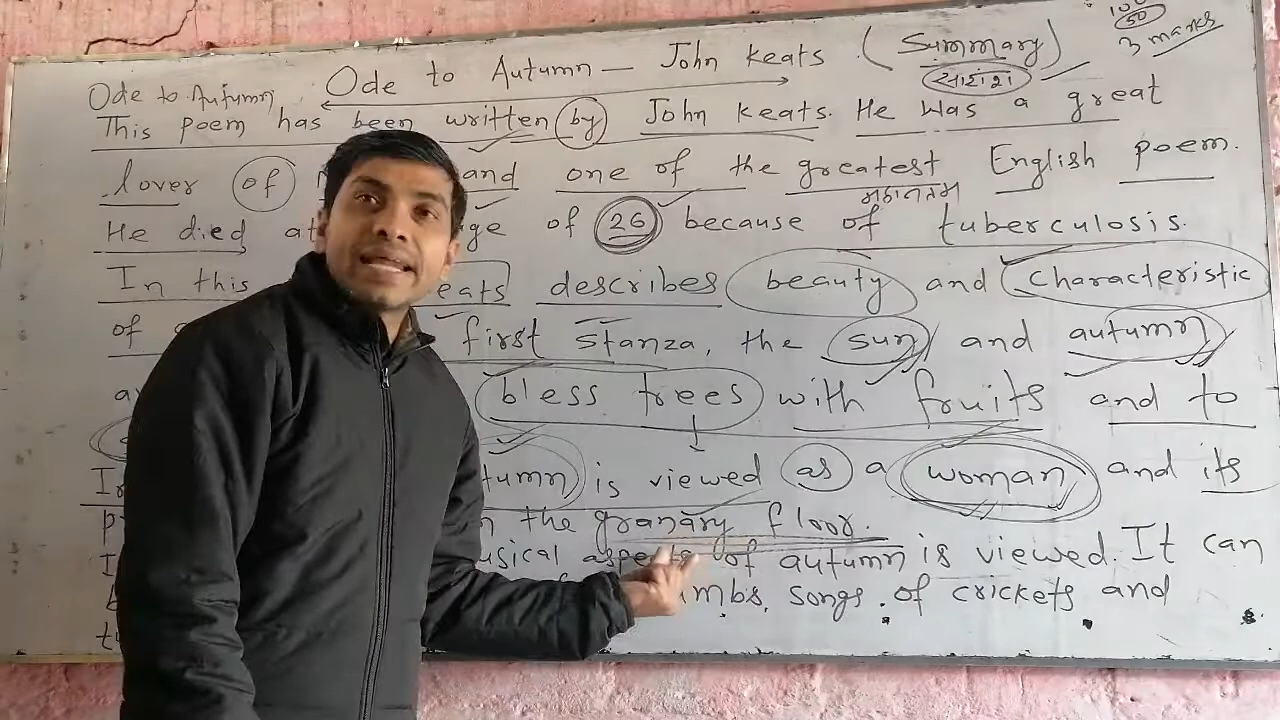 Ode to Autumn — John Keats (Summary)
सारांश
100
50
3 marks
Ode to Autumn
This poem has been written by John Keats. He was a great
lover of and one of the greatest English poem.
महानतम
He died at ge of 26 because of tuberculosis.
In this eats describes beauty and characteristic
of first stanza, the sun and autumn
bless trees with fruits and to
tumn is viewed as a woman and its
n the granary floor.
usical aspects of autumn is viewed. It can
mbs, songs of crickets and